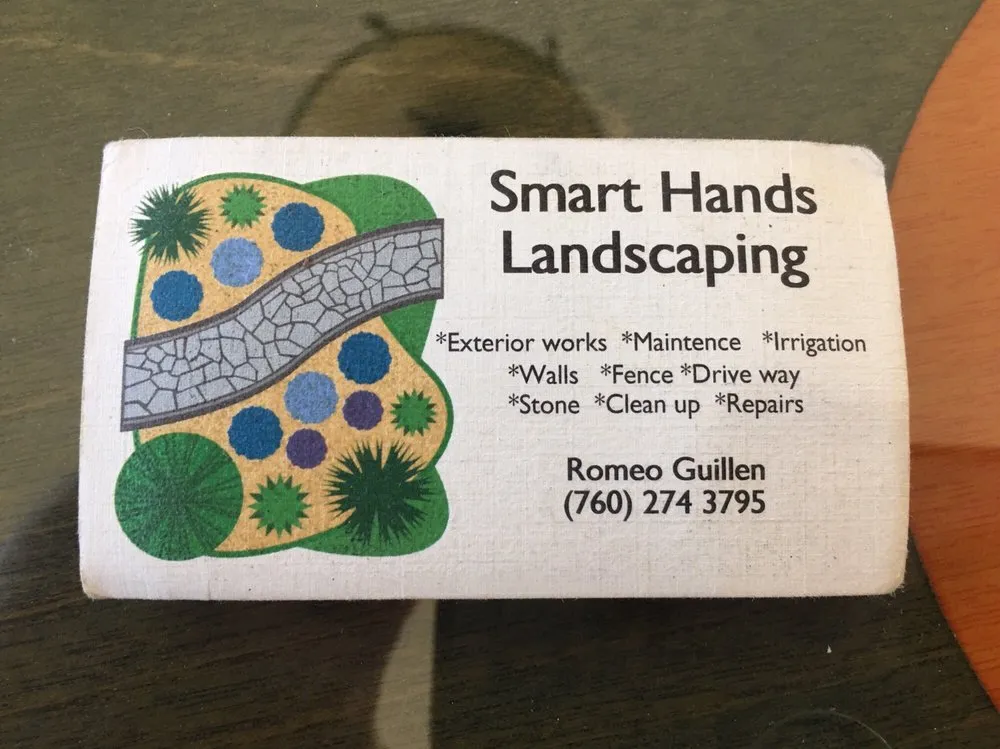 Smart Hands
Landscaping
*Exterior works *Maintence *Irrigation
*Walls *Fence *Drive way
*Stone *Clean up *Repairs
Romeo Guillen
(760) 274 3795